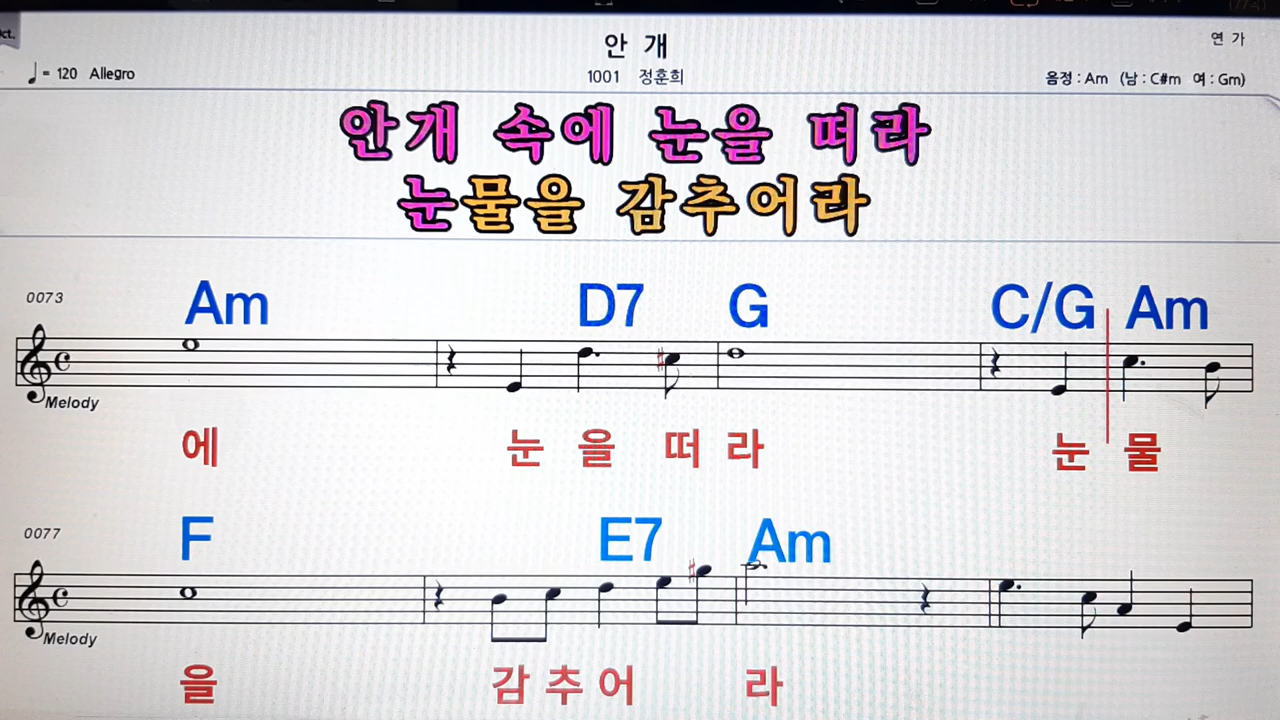 안 개
연 가
♩ = 120 Allegro
1001 정훈희
음정 : Am (남 : C#m 여 : Gm)
안개 속에 눈을 떠라
눈물을 감추어라
0073
Am D7 G C/G Am
Melody
에 눈 을 떠 라 눈 물
0077
F E7 Am
Melody
을 감 추 어 라